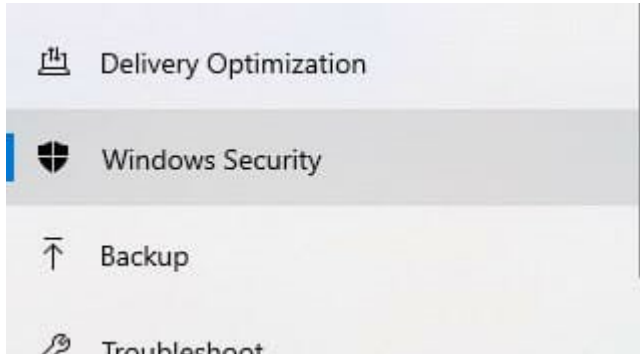 Delivery Optimization
Windows Security
Backup
Troubleshoot